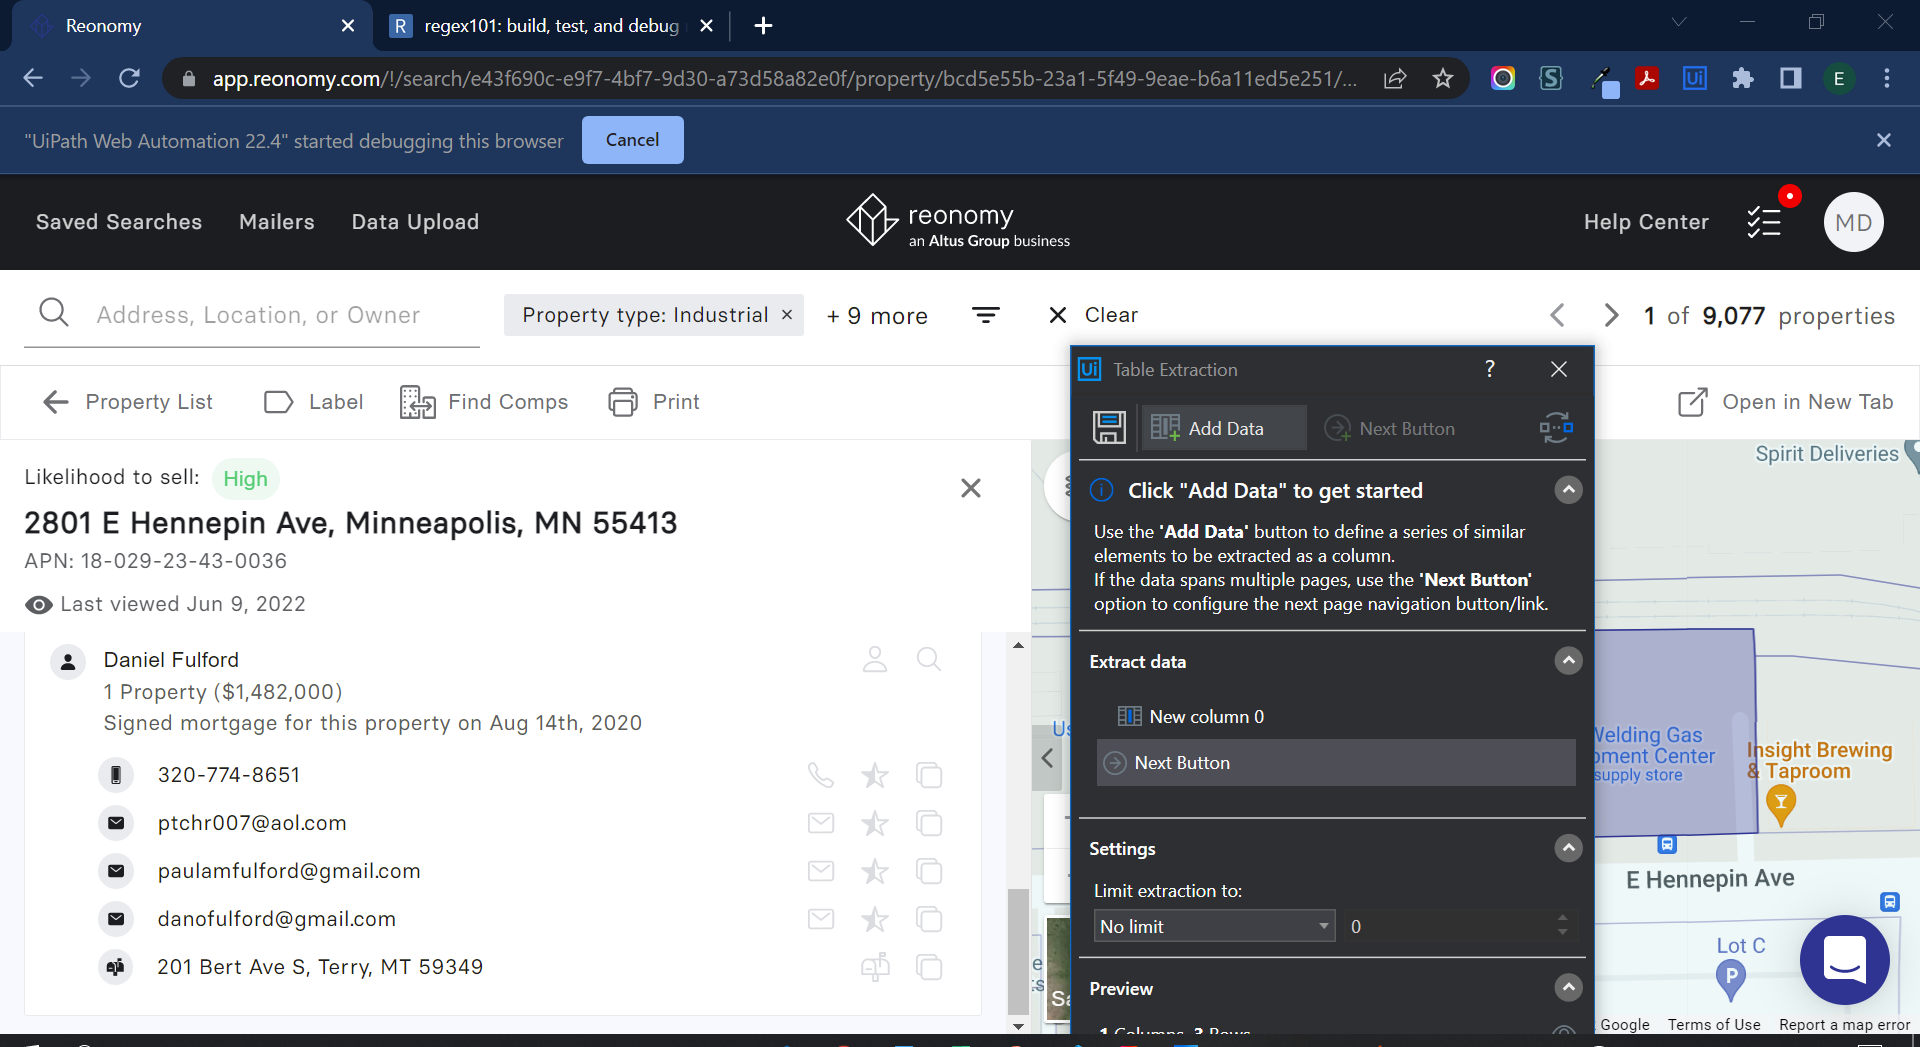 Reonomy
regex101: build, test, and debug
app.reonomy.com/!/search/e43f690c-e9f7-4bf7-9d30-a73d58a82e0f/property/bcd5e55b-23a1-5f49-9eae-b6a11ed5e251/...
E
"UiPath Web Automation 22.4" started debugging this browser
Cancel
Saved Searches
Mailers
Data Upload
reonomy
an Altus Group business
Help Center
MD
Address, Location, or Owner
Property type: Industrial ×
+ 9 more
Clear
1 of 9,077 properties
Property List
Label
Find Comps
Print
Open in New Tab
Likelihood to sell: High
2801 E Hennepin Ave, Minneapolis, MN 55413
APN: 18-029-23-43-0036
Last viewed Jun 9, 2022
Daniel Fulford
1 Property ($1,482,000)
Signed mortgage for this property on Aug 14th, 2020
320-774-8651
ptchr007@aol.com
paulamfulford@gmail.com
danofulford@gmail.com
201 Bert Ave S, Terry, MT 59349
Ui Table Extraction ?
Add Data
Next Button
Click "Add Data" to get started
Use the 'Add Data' button to define a series of similar
elements to be extracted as a column.
If the data spans multiple pages, use the 'Next Button'
option to configure the next page navigation button/link.
Extract data
New column 0
Next Button
Settings
Limit extraction to:
No limit
0
Preview
1 Columns, 3 Rows
Spirit Deliveries
Welding Gas
supply store
Center
Insight Brewing
& Taproom
E Hennepin Ave
Lot C
P
Google
Terms of Use
Report a map error